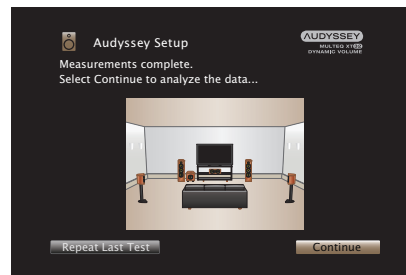 Audyssey Setup
AUDYSSEY
MULTEQ XT32
DYNAMIC VOLUME
Measurements complete.
Select Continue to analyze the data...
Repeat Last Test
Continue